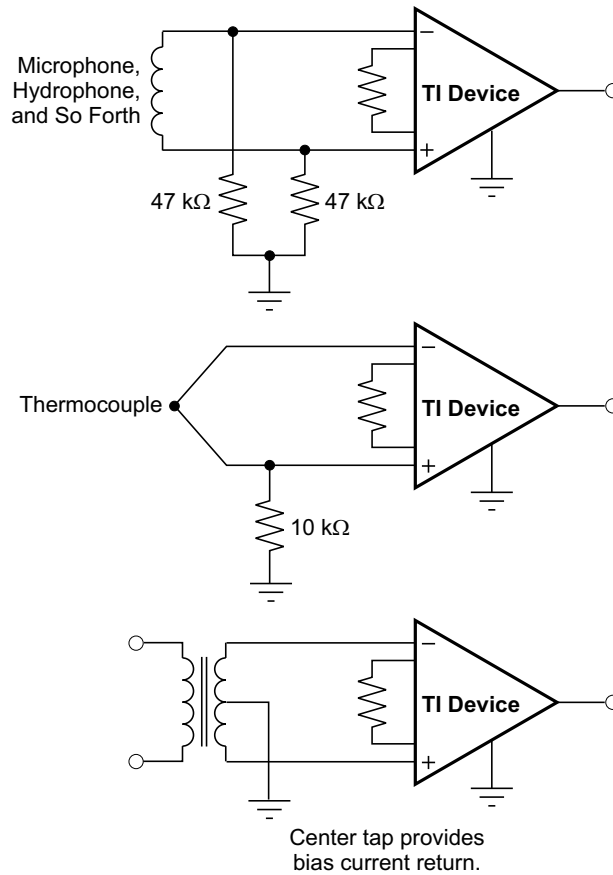 Microphone,
Hydrophone,
and So Forth
−
TI Device
+
47 kΩ
47 kΩ
Thermocouple
−
TI Device
+
10 kΩ
−
TI Device
+
Center tap provides
bias current return.